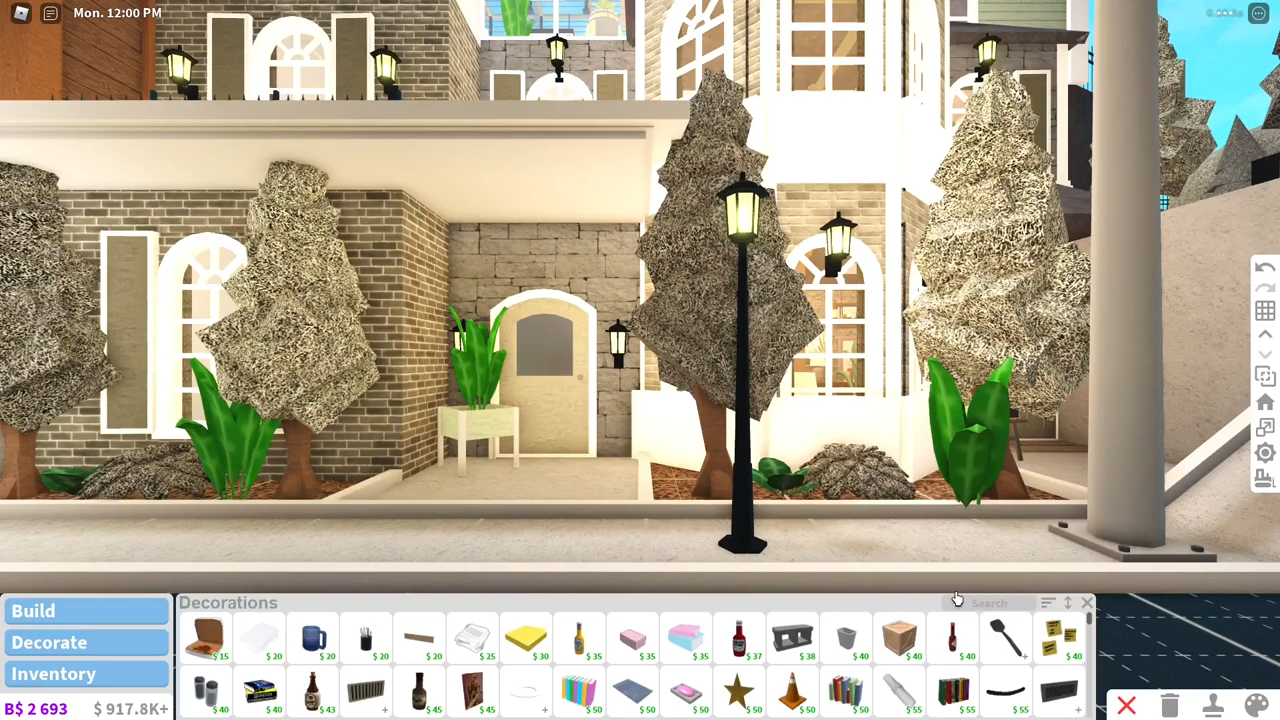 Mon. 12:00 PM
Build
Decorate
Inventory
B$ 2 693 $ 917.8K+
Decorations
Search
$15 $20 $20 $20 $20 $25 $30 $35 $35 $35 $37 $38 $40 $40 $40 + $40
$40 $40 $43 + $45 $45 + $50 $50 $50 $50 $50 $50 $55 $55 $55 +